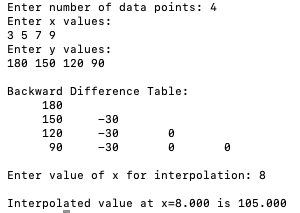 Enter number of data points: 4
Enter x values:
3 5 7 9
Enter y values:
180 150 120 90
Backward Difference Table:
180
150 -30
120 -30 0
90 -30 0 0
Enter value of x for interpolation: 8
Interpolated value at x=8.000 is 105.000